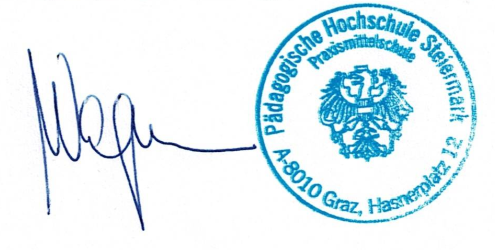 Pädagogische Hochschule Steiermark
Praxismittelschule
A-8010 Graz, Hasnerplatz 12